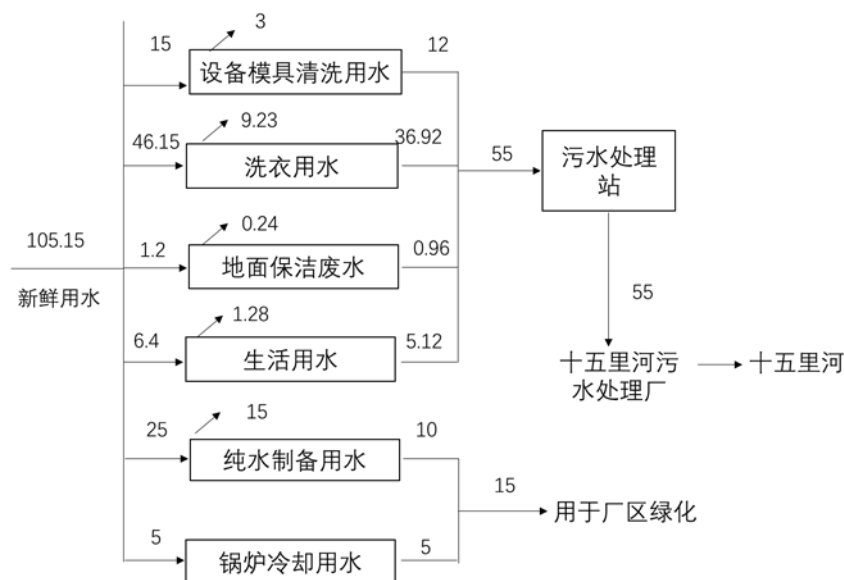 15
3
设备模具清洗用水
12
46.15
9.23
洗衣用水
36.92
55
污水处理
站
105.15
新鲜用水
1.2
0.24
地面保洁废水
0.96
55
6.4
1.28
生活用水
5.12
十五里河污
水处理厂
十五里河
25
15
纯水制备用水
10
15
用于厂区绿化
5
锅炉冷却用水
5